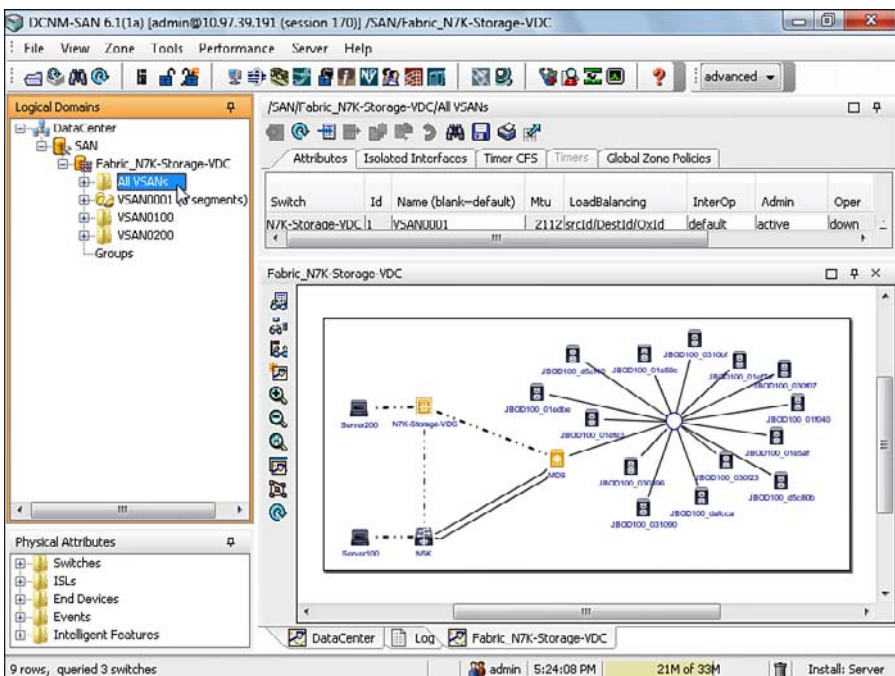 DCNM-SAN 6.1(1a) [admin@10.97.39.191 (session 170)] /SAN/Fabric_N7K-Storage-VDC
File View Zone Tools Performance Server Help
advanced
Logical Domains
DataCenter
SAN
Fabric_N7K-Storage-VDC
All VSANs
VSAN0001 segments)
VSAN0100
VSAN0200
Groups
/SAN/Fabric_N7K-Storage-VDC/All VSANs
Attributes Isolated Interfaces Timer CFS Timers Global Zone Policies
Switch Id Name (blank=default) Mtu LoadBalancing InterOp Admin Oper
N7K-Storage-VDC 1 VSAN0001 2112 srcId/DestId/OxId default active down
Fabric_N7K-Storage-VDC
JBOD100_01e69c
JBOD100_030f07
JBOD100_01edbe
JBOD100_01f040
Server200
N7K-Storage-VDC
MDS
JBOD100_030f23
JBOD100_d5c80b
JBOD100_031090
Server100
N5K
Physical Attributes
Switches
ISLs
End Devices
Events
Intelligent Features
DataCenter Log Fabric_N7K-Storage-VDC
9 rows, queried 3 switches admin 5:24:08 PM 21M of 33M Install: Server